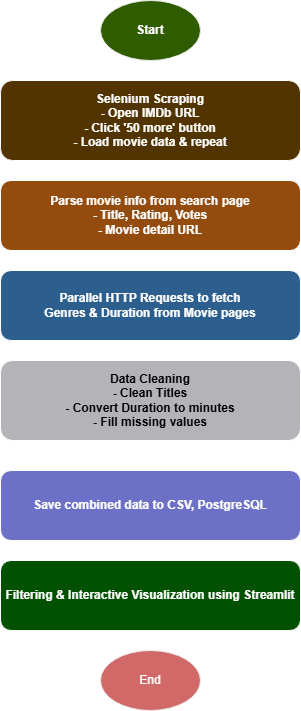 Start
Selenium Scraping
- Open IMDb URL
- Click '50 more' button
- Load movie data & repeat
Parse movie info from search page
- Title, Rating, Votes
- Movie detail URL
Parallel HTTP Requests to fetch
Genres & Duration from Movie pages
Data Cleaning
- Clean Titles
- Convert Duration to minutes
- Fill missing values
Save combined data to CSV, PostgreSQL
Filtering & Interactive Visualization using Streamlit
End